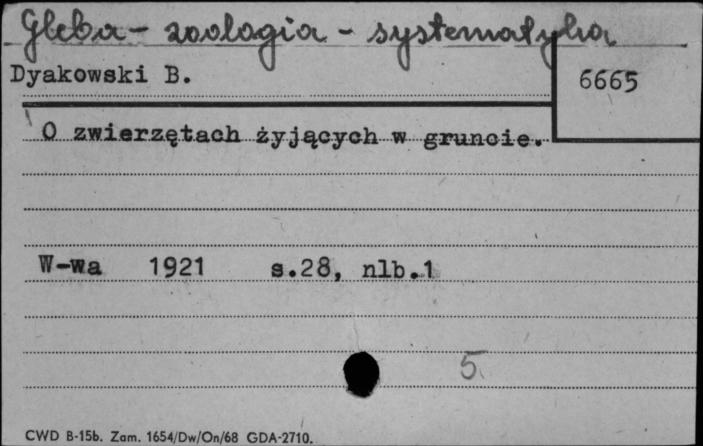 Gleba - zoologia - systematyka
Dyakowski B.
6665
O zwierzętach żyjących w gruncie.
W-wa 1921 s.28, nlb.1
5
CWD B-15b. Zam. 1654/Dw/On/68 GDA-2710.